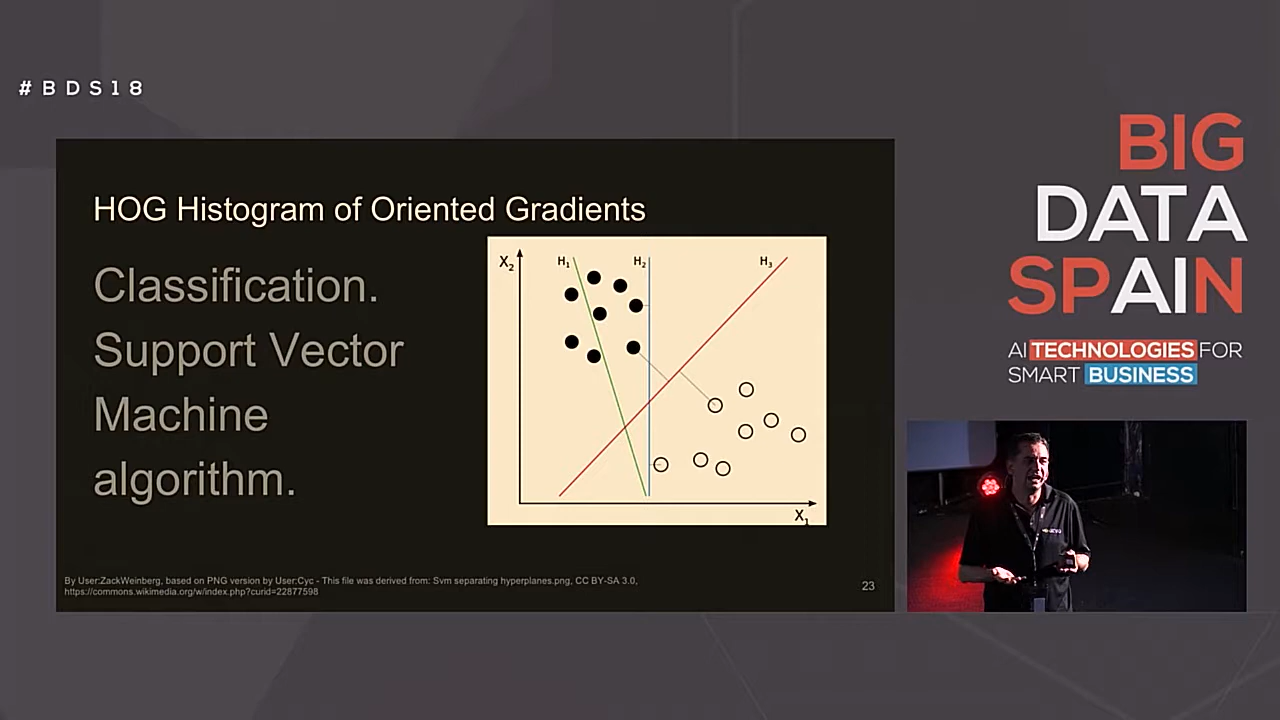 #BDS18
BIG
DATA
SPAIN
AI TECHNOLOGIES FOR
SMART BUSINESS
HOG Histogram of Oriented Gradients
Classification.
Support Vector
Machine
algorithm.
X2
H1
H2
H3
X1
By User:ZackWeinberg, based on PNG version by User:Cyc - This file was derived from: Svm separating hyperplanes.png, CC BY-SA 3.0,
https://commons.wikimedia.org/w/index.php?curid=22877598
23